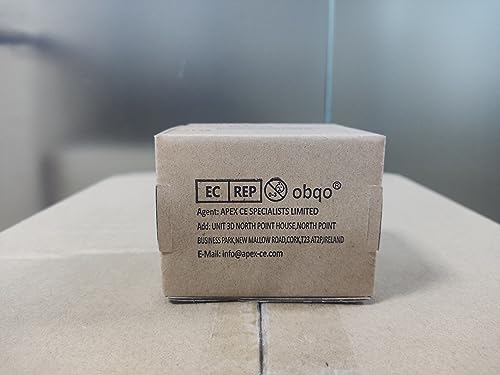 EC REP obqo®
Agent: APEX CE SPECIALISTS LIMITED
Add: UNIT 3D NORTH POINT HOUSE,NORTH POINT
BUSINESS PARK,NEW MALLOW ROAD,CORK,T23 AT2P,IRELAND
E-Mail: info@apex-ce.com